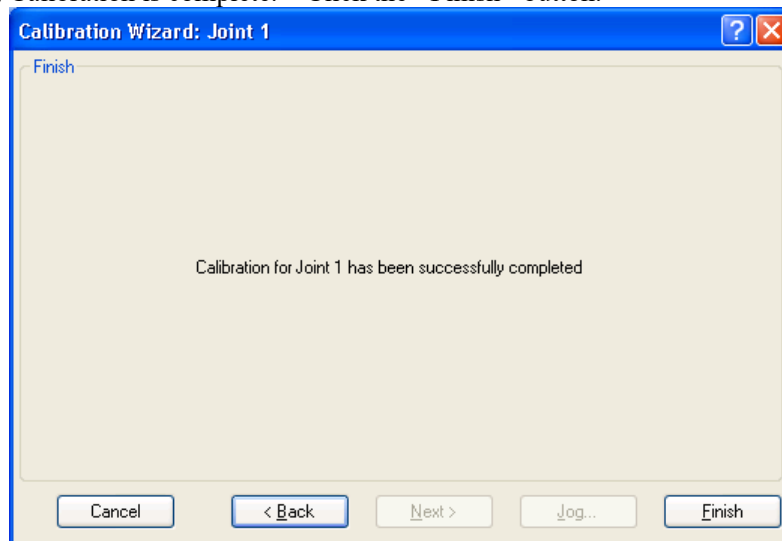 Calibration Wizard: Joint 1
Finish
Calibration for Joint 1 has been successfully completed
Cancel
< Back
Next >
Jog...
Finish